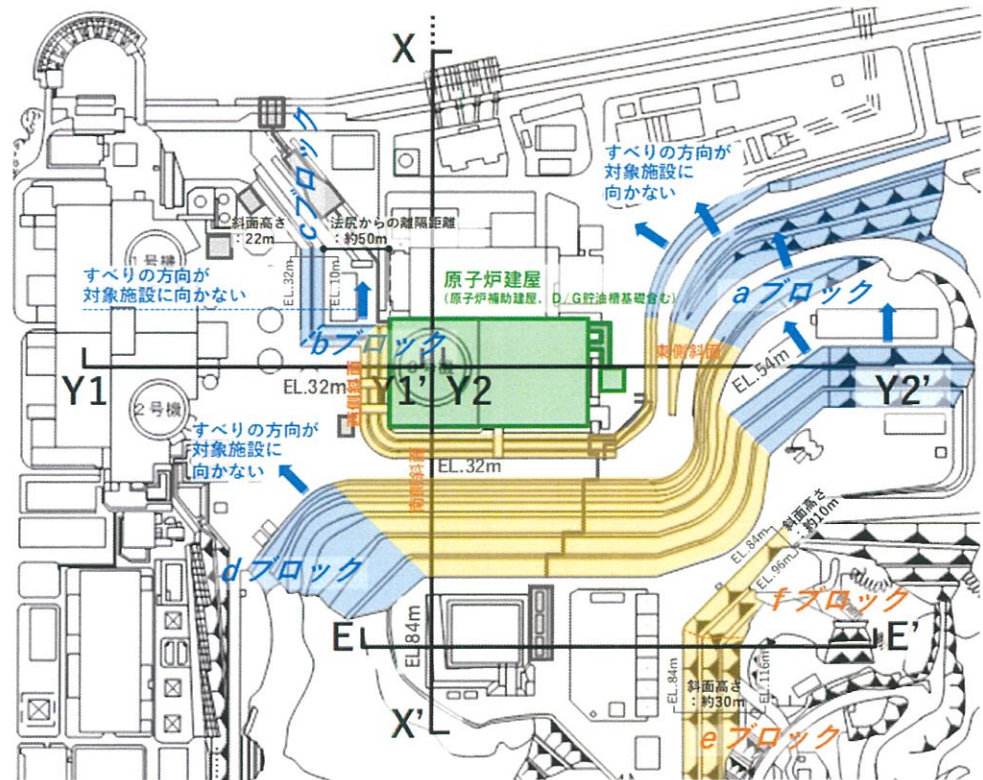 X
すべりの方向が
対象施設に
向かない
cブロック
斜面高さ
:22m
法尻からの離隔距離
:約50m
1号機
EL.32m
EL.10m
すべりの方向が
対象施設に向かない
原子炉建屋
(原子炉補助建屋、D/G貯油槽基礎含む)
aブロック
bブロック
東側斜面
EL.54m
Y1
EL.32m
Y1'
Y2
Y2'
2号機
すべりの方向が
対象施設に
向かない
EL.32m
南側斜面
斜面高さ
:約10m
EL.84m
EL.96m
dブロック
fブロック
E
EL.84m
E'
EL.84m
斜面高さ
:約30m
EL.116m
X'
eブロック